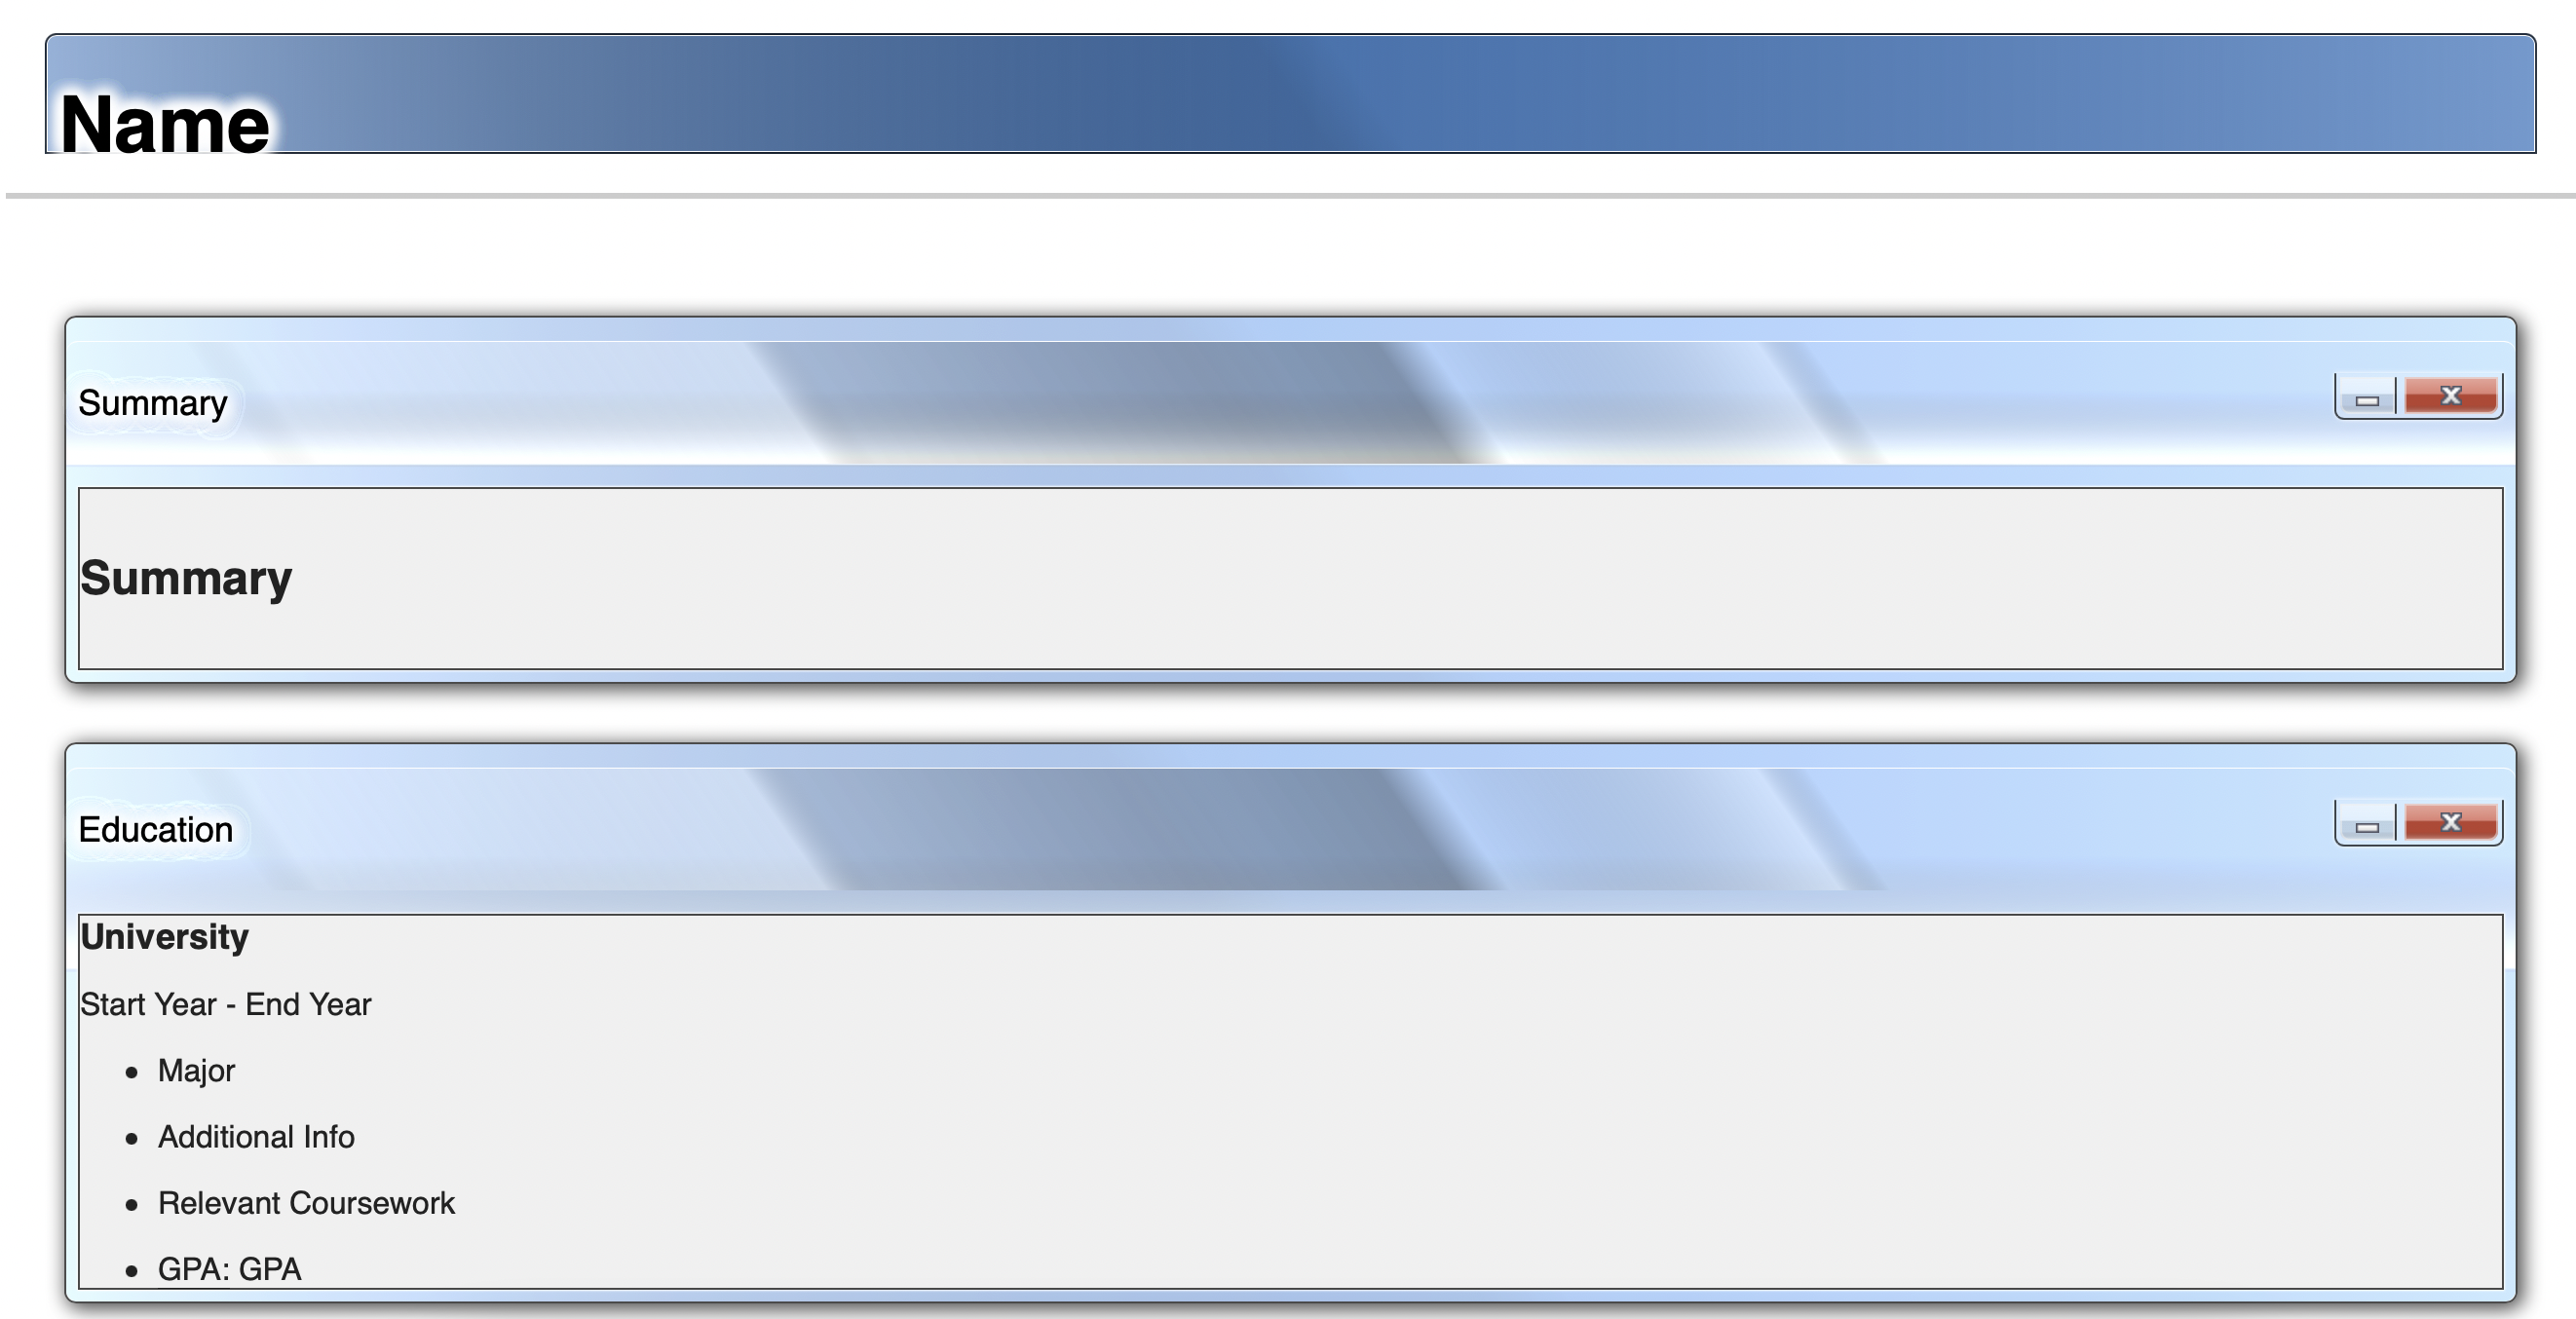 Name
Summary
Summary
Education
University
Start Year - End Year
Major
Additional Info
Relevant Coursework
GPA: GPA